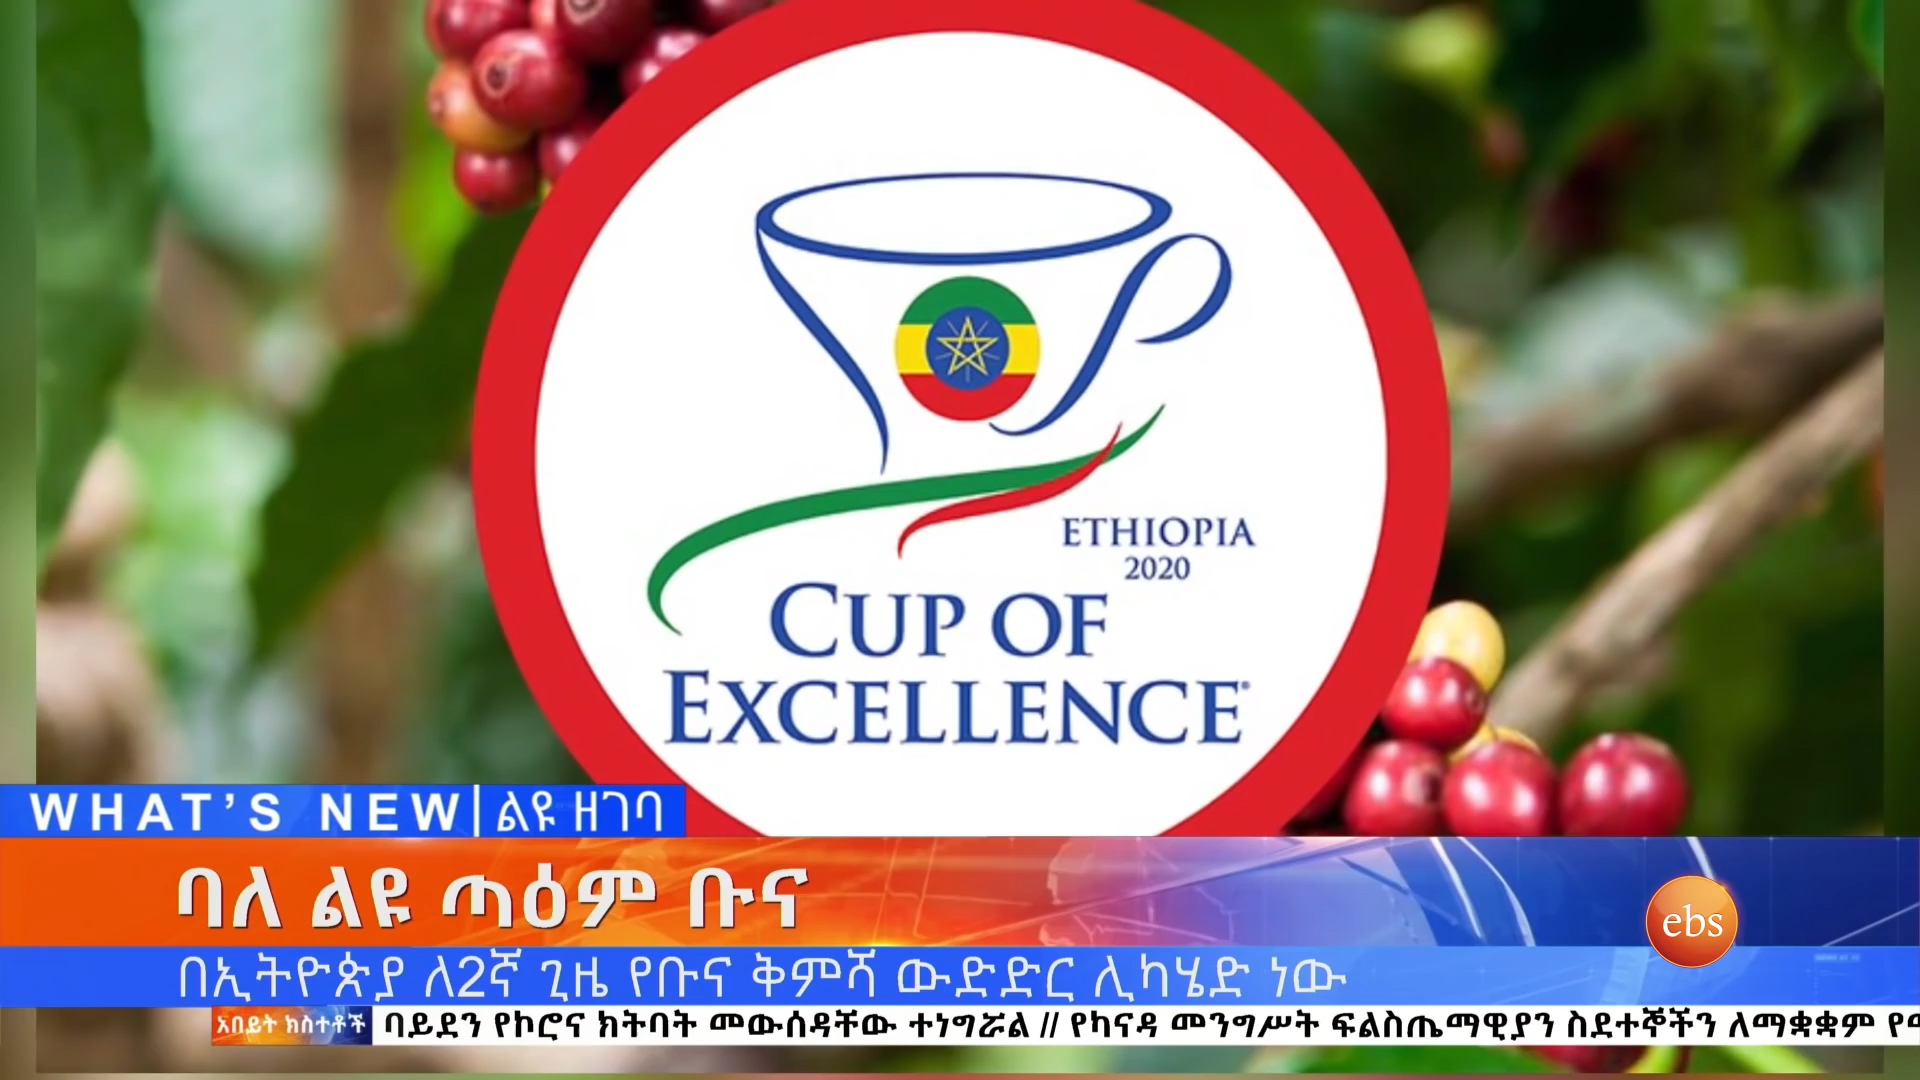 ETHIOPIA
2020
CUP OF
EXCELLENCE
WHAT'S NEW|ልዩ ዘገባ
ባለ ልዩ ጣዕም ቡና
ebs
በኢትዮጵያ ለ2ኛ ጊዜ የቡና ቅምሻ ውድድር ሊካሄድ ነው
አበይት ክስተቶች ባይደን የኮሮና ክትባት መውሰዳቸው ተነግሯል // የካናዳ መንግሥት ፍልስጤማዊያን ስደተኞችን ለማቋቋም